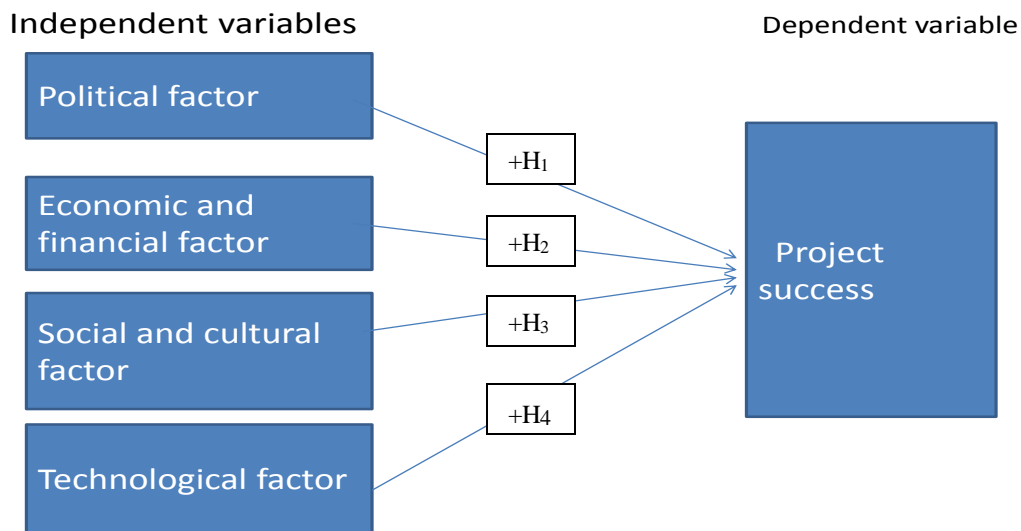 Independent variables
Dependent variable
Political factor
+H1
Economic and
financial factor
+H2
Project
success
Social and cultural
factor
+H3
+H4
Technological factor